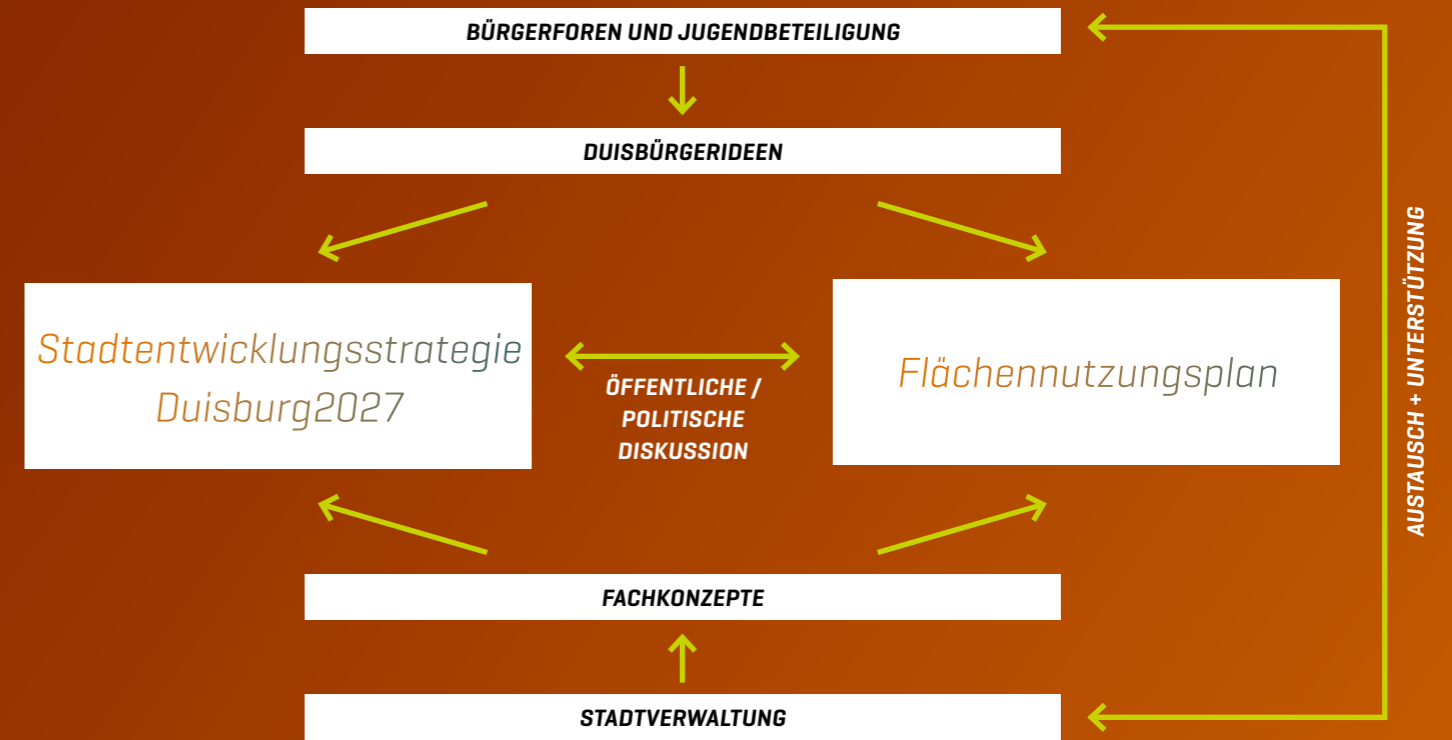 BÜRGERFOREN UND JUGENDBETEILIGUNG
DUISBÜRGERIDEEN
Stadtentwicklungsstrategie
Duisburg2027
ÖFFENTLICHE /
POLITISCHE
DISKUSSION
Flächennutzungsplan
AUSTAUSCH + UNTERSTÜTZUNG
FACHKONZEPTE
STADTVERWALTUNG